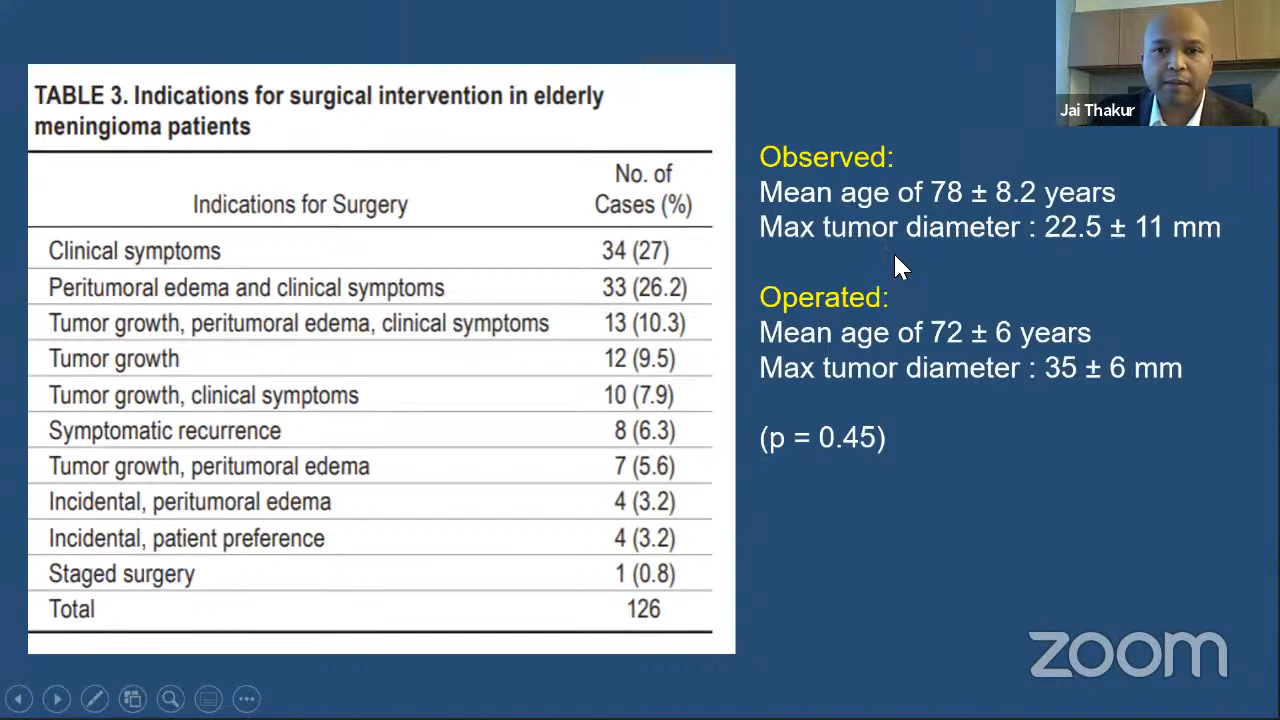 TABLE 3. Indications for surgical intervention in elderly
meningioma patients
Indications for Surgery No. of Cases (%)
Clinical symptoms 34 (27)
Peritumoral edema and clinical symptoms 33 (26.2)
Tumor growth, peritumoral edema, clinical symptoms 13 (10.3)
Tumor growth 12 (9.5)
Tumor growth, clinical symptoms 10 (7.9)
Symptomatic recurrence 8 (6.3)
Tumor growth, peritumoral edema 7 (5.6)
Incidental, peritumoral edema 4 (3.2)
Incidental, patient preference 4 (3.2)
Staged surgery 1 (0.8)
Total 126
Jai Thakur
Observed:
Mean age of 78 ± 8.2 years
Max tumor diameter : 22.5 ± 11 mm
Operated:
Mean age of 72 ± 6 years
Max tumor diameter : 35 ± 6 mm
(p = 0.45)
zoom